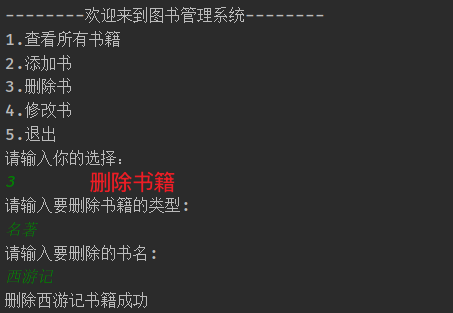 --------欢迎来到图书管理系统--------
1.查看所有书籍
2.添加书
3.删除书
4.修改书
5.退出
请输入你的选择：
3 删除书籍
请输入要删除书籍的类型:
名著
请输入要删除的书名:
西游记
删除西游记书籍成功